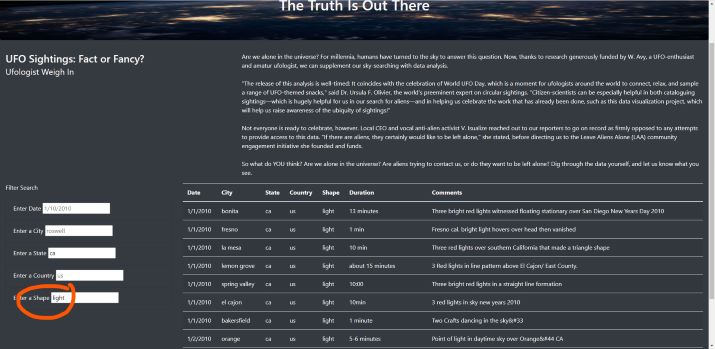 The Truth Is Out There
UFO Sightings: Fact or Fancy?
Ufologist Weigh In
Are we alone in the universe? For millennia, humans have turned to the sky to answer this question. Now, thanks to research generously funded by W. Avy, a UFO-enthusiast
and amatur ufologist, we can supplement our sky-searching with data analysis.
"The release of this analysis is well-timed: It coincides with the celebration of World UFO Day, which is a moment for ufologists around the world to connect, relax, and sample
a range of UFO-themed snacks," said Dr. Ursula F. Olivier, the world's preeminent expert on circular sightings. "Citizen-scientists can be especially helpful in both cataloguing
sightings—which is hugely helpful for us in our search for aliens—and in helping us celebrate the work that has already been done, such as this data visualization project, which
will help us raise awareness of the ubiquity of sightings!"
Not everyone is ready to celebrate, however. Local CEO and vocal anti-alien activist V. Isualize reached out to our reporters to go on record as firmly opposed to any attempts
to provide access to this data. "If there are aliens, they certainly would like to be left alone," she stated, before directing us to the Leave Aliens Alone (LAA) community
engagement initiative she founded and funds.
So what do YOU think? Are we alone in the universe? Are aliens trying to contact us, or do they want to be left alone? Dig through the data yourself, and let us know what you
see.
Filter Search
Enter Date 1/10/2010
Enter a City roswell
Enter a State ca
Enter a Country us
Enter a Shape light
Date City State Country Shape Duration Comments
1/1/2010 bonita ca us light 13 minutes Three bright red lights witnessed floating stationary over San Diego New Years Day 2010
1/1/2010 fresno ca us light 1 min Fresno cal. bright light hovers over head then vanished
1/1/2010 la mesa ca us light 10 min Three red lights over southern California that made a triangle shape
1/1/2010 lemon grove ca us light about 15 minutes 3 Red lights in line pattern above El Cajon/ East County.
1/1/2010 spring valley ca us light 10:00 Three bright red lights in a straight line formation
1/1/2010 el cajon ca us light 10min 3 red lights in sky new years 2010
1/1/2010 bakersfield ca us light 1 minute Two Crafts dancing in the sky&#33
1/2/2010 orange ca us light 5-6 minutes Point of light in daytime sky over Orange&#44 CA